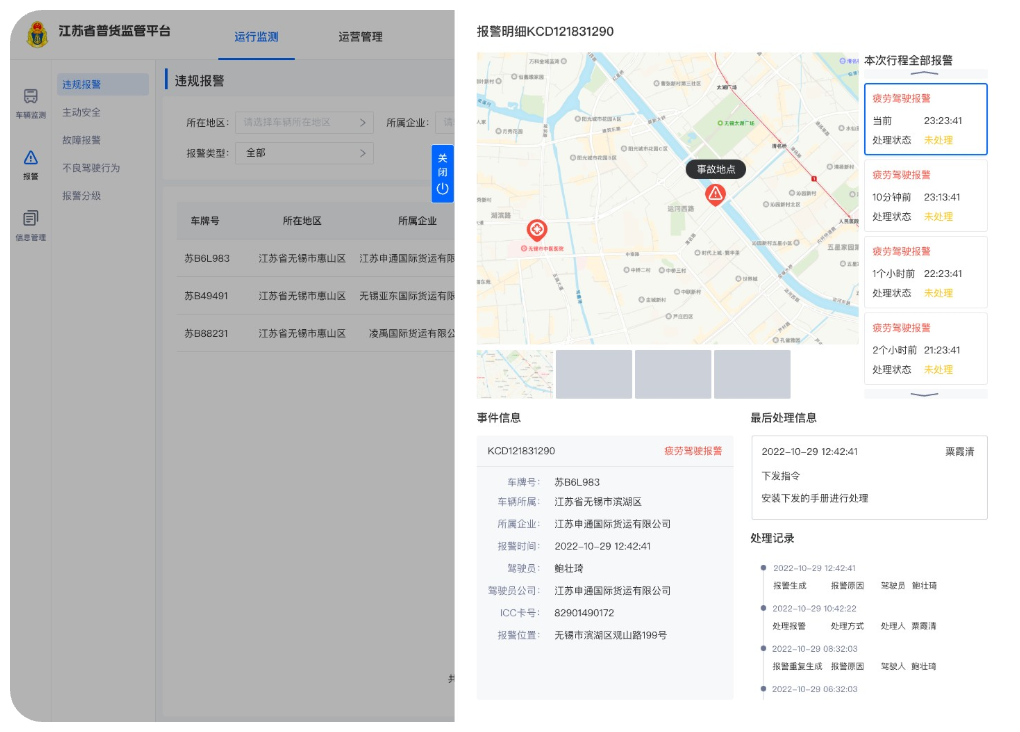 江苏省普货监管平台
运行监测
运营管理
车辆监测
报警
信息管理
违规报警
主动安全
故障报警
不良驾驶行为
报警分级
违规报警
所在地区:
请选择车辆所在地区
所属企业:
报警类型:
全部
关闭
车牌号
所在地区
所属企业
苏B6L983
江苏省无锡市惠山区
江苏申通国际货运有限
苏B49491
江苏省无锡市惠山区
无锡亚东国际货运有限
苏B88231
江苏省无锡市惠山区
凌禹国际货运有限公
共
报警明细KCD121831290
事故地点
无锡市中医医院
本次行程全部报警
疲劳驾驶报警
当前
23:23:41
处理状态
未处理
疲劳驾驶报警
10分钟前
23:13:41
处理状态
未处理
疲劳驾驶报警
1个小时前
22:23:41
处理状态
未处理
疲劳驾驶报警
2个小时前
21:23:41
处理状态
未处理
事件信息
KCD121831290
疲劳驾驶报警
车牌号:
苏B6L983
车辆所属:
江苏省无锡市滨湖区
所属企业:
江苏申通国际货运有限公司
报警时间:
2022-10-29 12:42:41
驾驶员:
鲍壮琦
驾驶员公司:
江苏申通国际货运有限公司
ICC卡号:
82901490172
报警位置:
无锡市滨湖区观山路199号
最后处理信息
2022-10-29 12:42:41
粟霞清
下发指令
安装下发的手册进行处理
处理记录
2022-10-29 12:42:41
报警生成 报警原因 驾驶员 鲍壮琦
2022-10-29 10:42:22
处理报警 处理方式 处理人 粟霞清
2022-10-29 08:32:03
报警重复生成 报警原因 驾驶人 鲍壮琦
2022-10-29 06:32:03